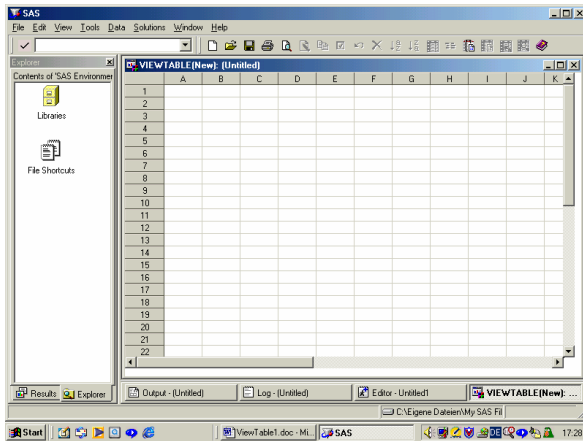 SAS
File Edit View Tools Data Solutions Window Help
Explorer
Contents of 'SAS Environmen
Libraries
File Shortcuts
VIEWTABLE(New): (Untitled)
A B C D E F G H I J K
1
2
3
4
5
6
7
8
9
10
11
12
13
14
15
16
17
18
19
20
21
22
Results Explorer
Output - (Untitled) Log - (Untitled) Editor - Untitled1 VIEWTABLE(New): ...
C:\Eigene Dateien\My SAS Fil
Start ViewTable1.doc - Mi... SAS DE 17:28